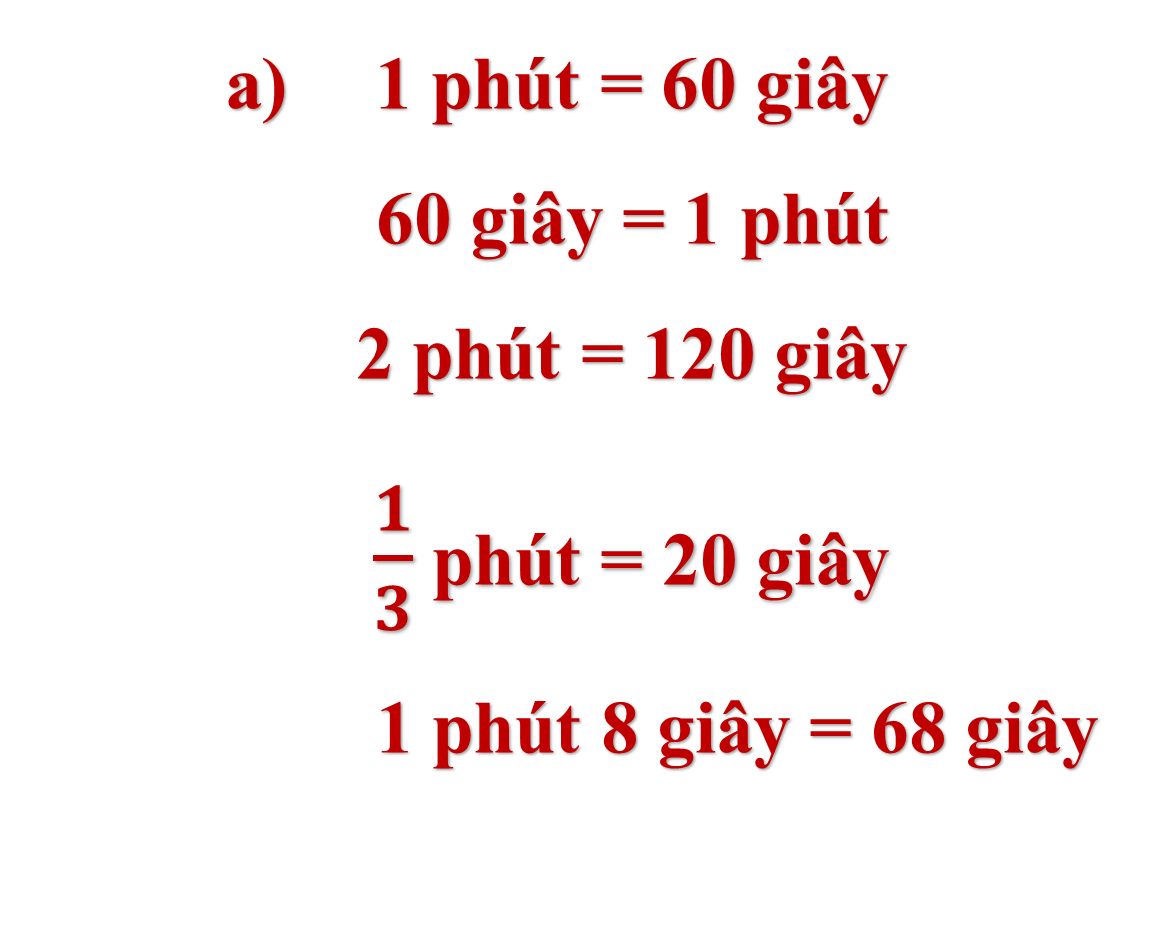 a) 1 phút = 60 giây
60 giây = 1 phút
2 phút = 120 giây
1/3 phút = 20 giây
1 phút 8 giây = 68 giây